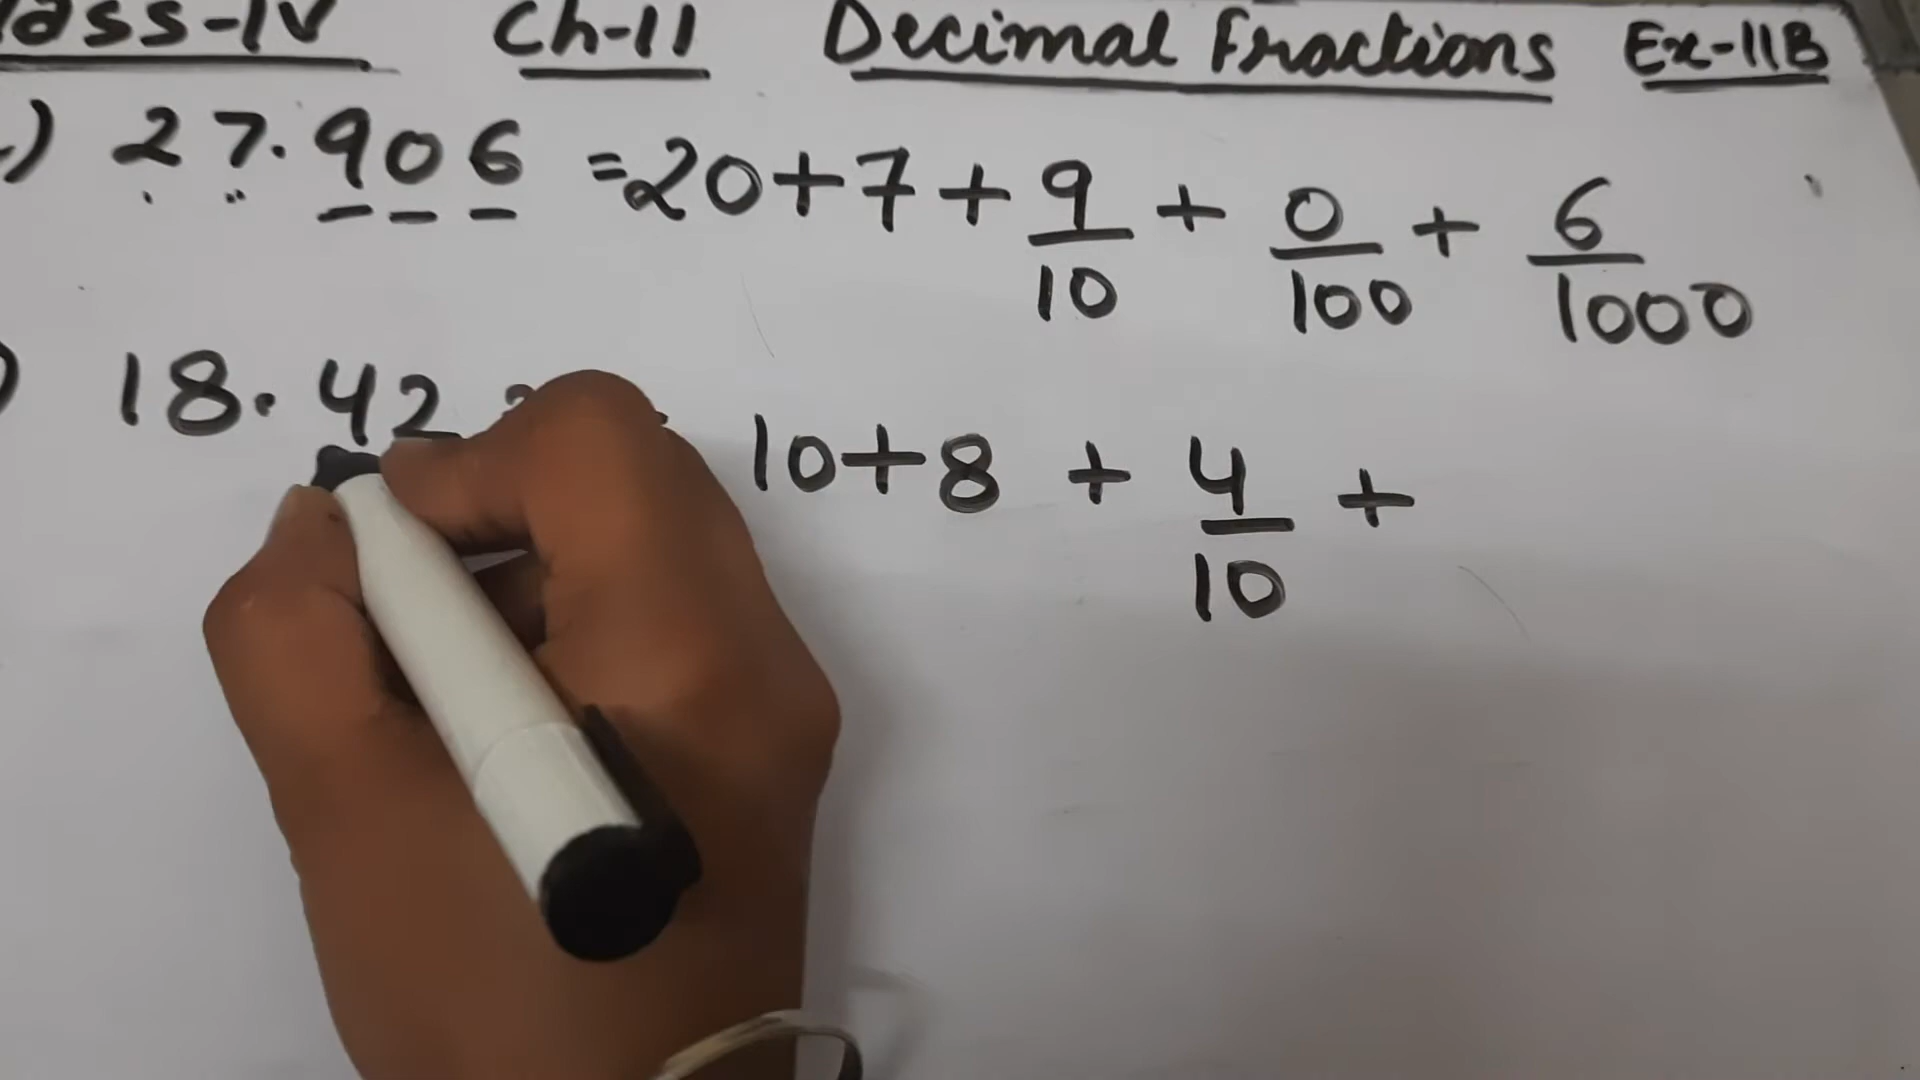 ass-IV Ch-11 Decimal Fractions Ex-11B
) 27.906 = 20+7+ 9/10 + 0/100 + 6/1000
) 18.42 10+8 + 4/10 +